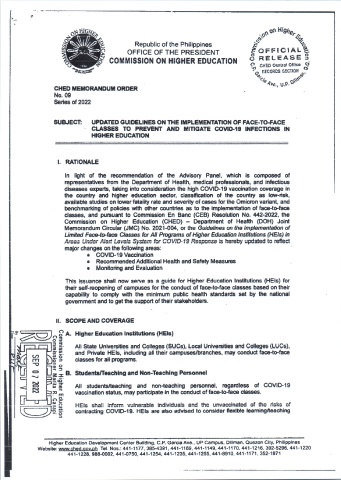 Republic of the Philippines
OFFICE OF THE PRESIDENT
COMMISSION ON HIGHER EDUCATION
Commission on Higher Education
OFFICIAL
RELEASE
CHED Central Office
RECORDS SECTION
C.P. Garcia Ave., U.P. Diliman, Q.C.
CHED MEMORANDUM ORDER
No. 09
Series of 2022
SUBJECT: UPDATED GUIDELINES ON THE IMPLEMENTATION OF FACE-TO-FACE
CLASSES TO PREVENT AND MITIGATE COVID-19 INFECTIONS IN
HIGHER EDUCATION
I. RATIONALE
In light of the recommendation of the Advisory Panel, which is composed of
representatives from the Department of Health, medical professionals, and infectious
diseases experts, taking into consideration the high COVID-19 vaccination coverage in
the country and higher education sector, classification of the country as low-risk,
available studies on lower fatality rate and severity of cases for the Omicron variant, and
benchmarking of policies with other countries as to the implementation of face-to-face
classes, and pursuant to Commission En Banc (CEB) Resolution No. 442-2022, the
Commission on Higher Education (CHED) – Department of Health (DOH) Joint
Memorandum Circular (JMC) No. 2021-004, or the Guidelines on the Implementation of
Limited Face-to-face Classes for All Programs of Higher Education Institutions (HEIs) in
Areas Under Alert Levels System for COVID-19 Response is hereby updated to reflect
major changes on the following areas:
● COVID-19 Vaccination
● Recommended Additional Health and Safety Measures
● Monitoring and Evaluation
This issuance shall now serve as a guide for Higher Education Institutions (HEIs) for
their self-reopening of campuses for the conduct of face-to-face classes based on their
capability to comply with the minimum public health standards set by the national
government and to get the support of their stakeholders.
II. SCOPE AND COVERAGE
A. Higher Education Institutions (HEIs)
All State Universities and Colleges (SUCs), Local Universities and Colleges (LUCs),
and Private HEIs, including all their campuses/branches, may conduct face-to-face
classes for all programs.
B. Students/Teaching and Non-Teaching Personnel
All students/teaching and non-teaching personnel, regardless of COVID-19
vaccination status, may participate in the conduct of face-to-face classes.
HEIs shall inform vulnerable individuals and the unvaccinated of the risks of
contracting COVID-19. HEIs are also advised to consider flexible learning/teaching
Commission on Higher Education
RECEIVED
SEP 07 2022
Higher Education Development Center Building, C.P. Garcia Ave., UP Campus, Diliman, Quezon City, Philippines
Website: www.ched.gov.ph Tel. Nos.: 441-1177, 385-4391, 441-1169, 441-1149, 441-1170, 441-1216, 392-5296, 441-1220